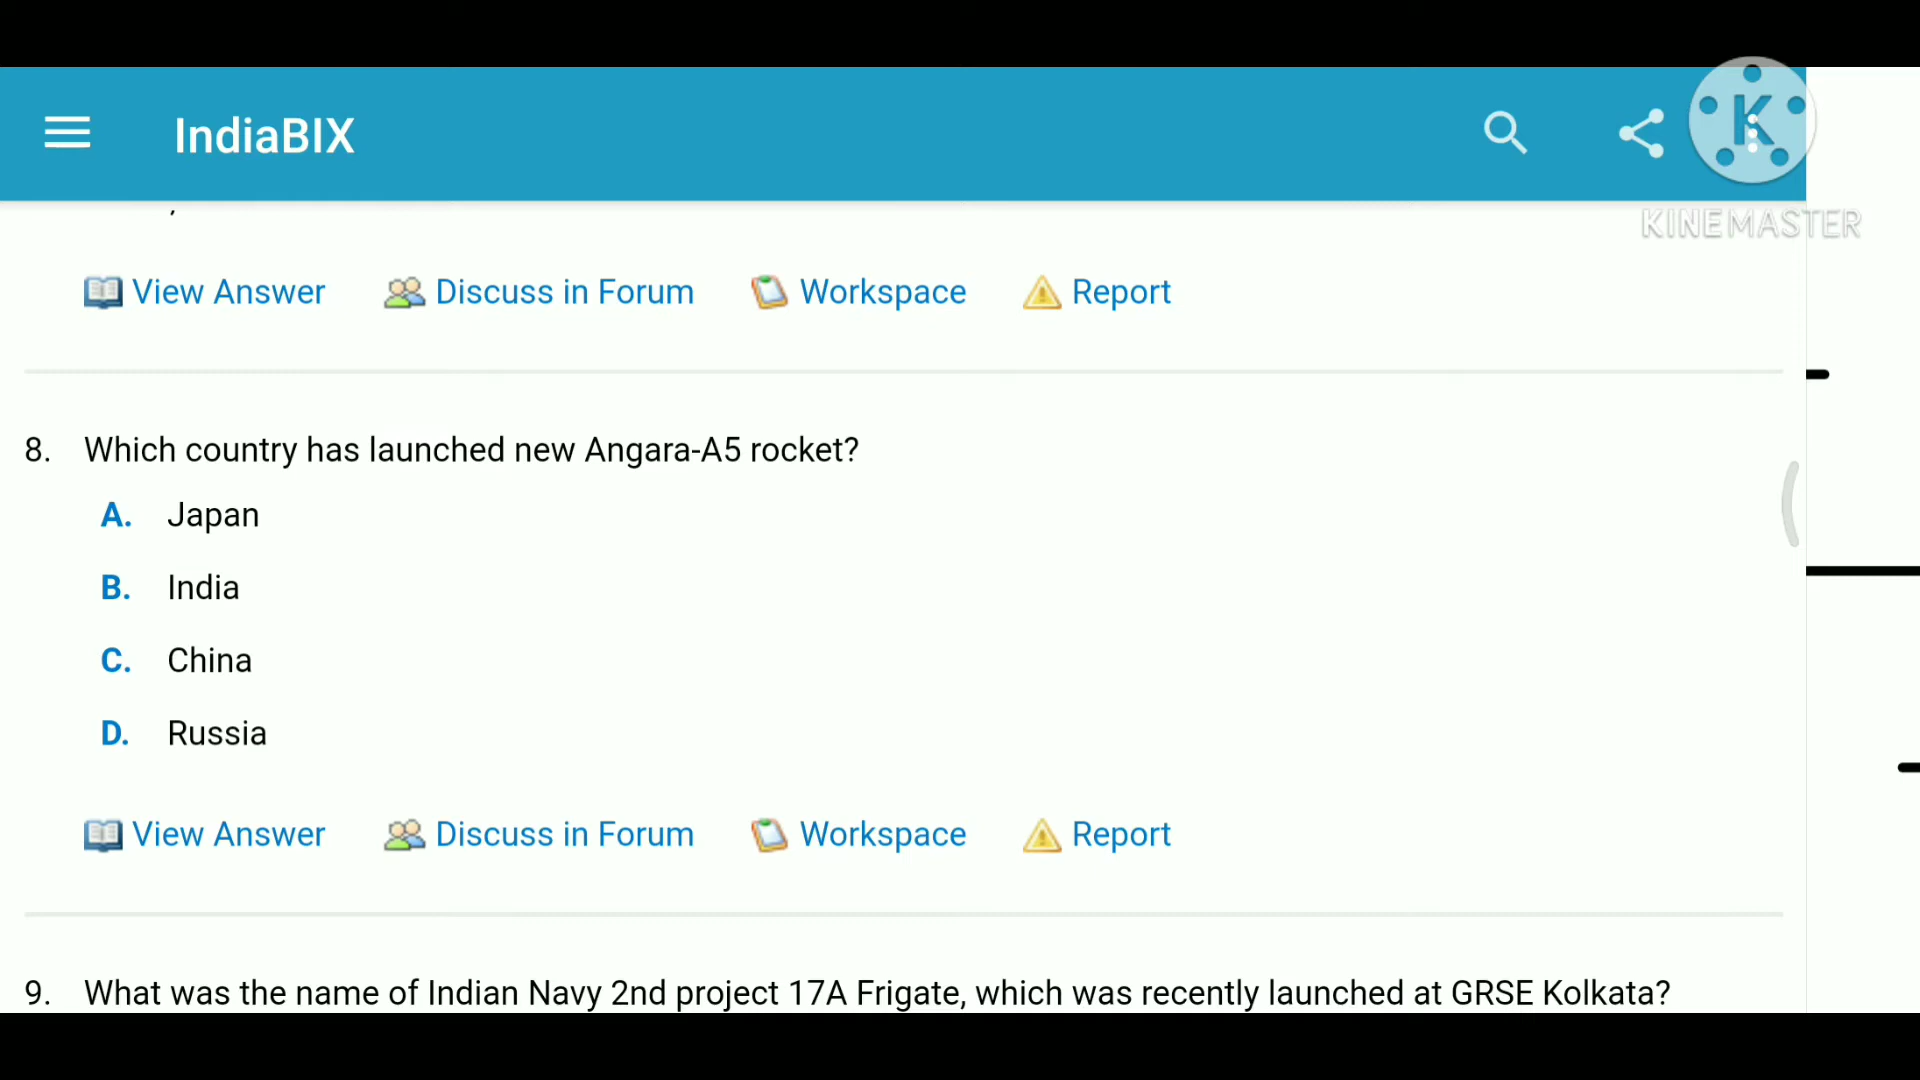 IndiaBIX
K
KINEMASTER
View Answer Discuss in Forum Workspace Report
8. Which country has launched new Angara-A5 rocket?
A. Japan
B. India
C. China
D. Russia
View Answer Discuss in Forum Workspace Report
9. What was the name of Indian Navy 2nd project 17A Frigate, which was recently launched at GRSE Kolkata?